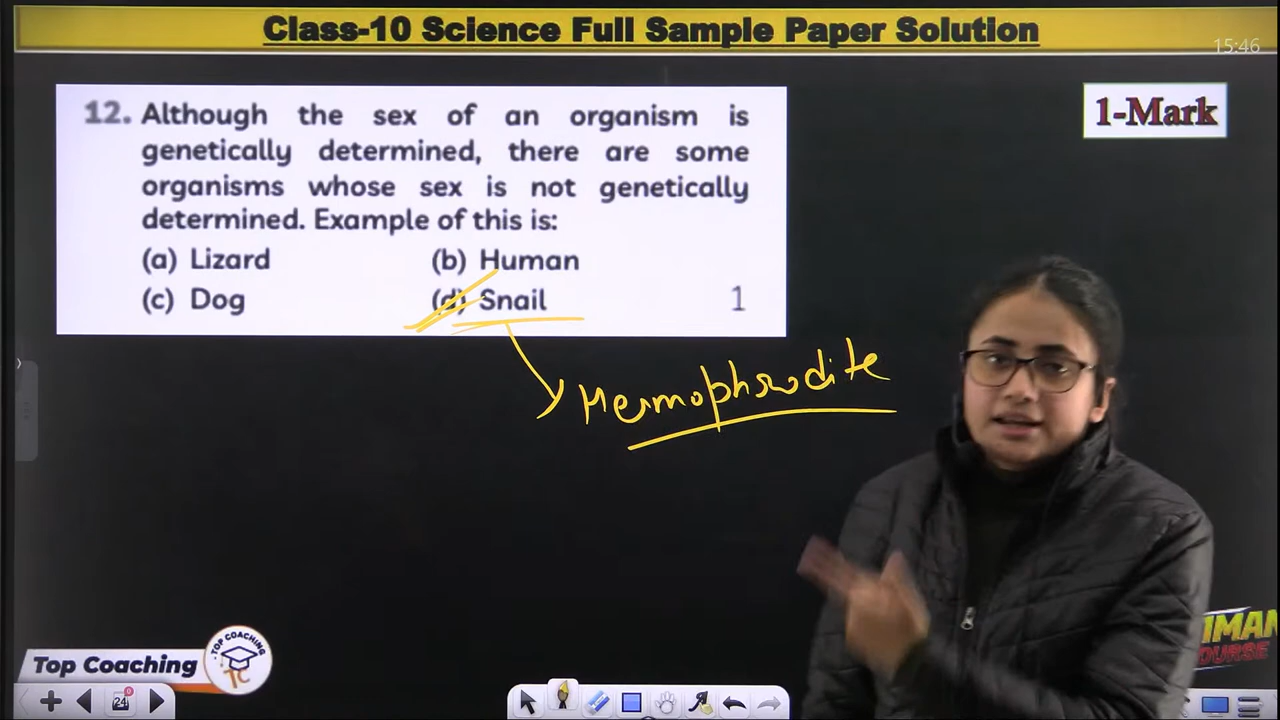 Class-10 Science Full Sample Paper Solution
15:46
1-Mark
12. Although the sex of an organism is
genetically determined, there are some
organisms whose sex is not genetically
determined. Example of this is:
(a) Lizard (b) Human
(c) Dog (d) Snail 1
Hermophrodite
Top Coaching
TOP COACHING
TC
24